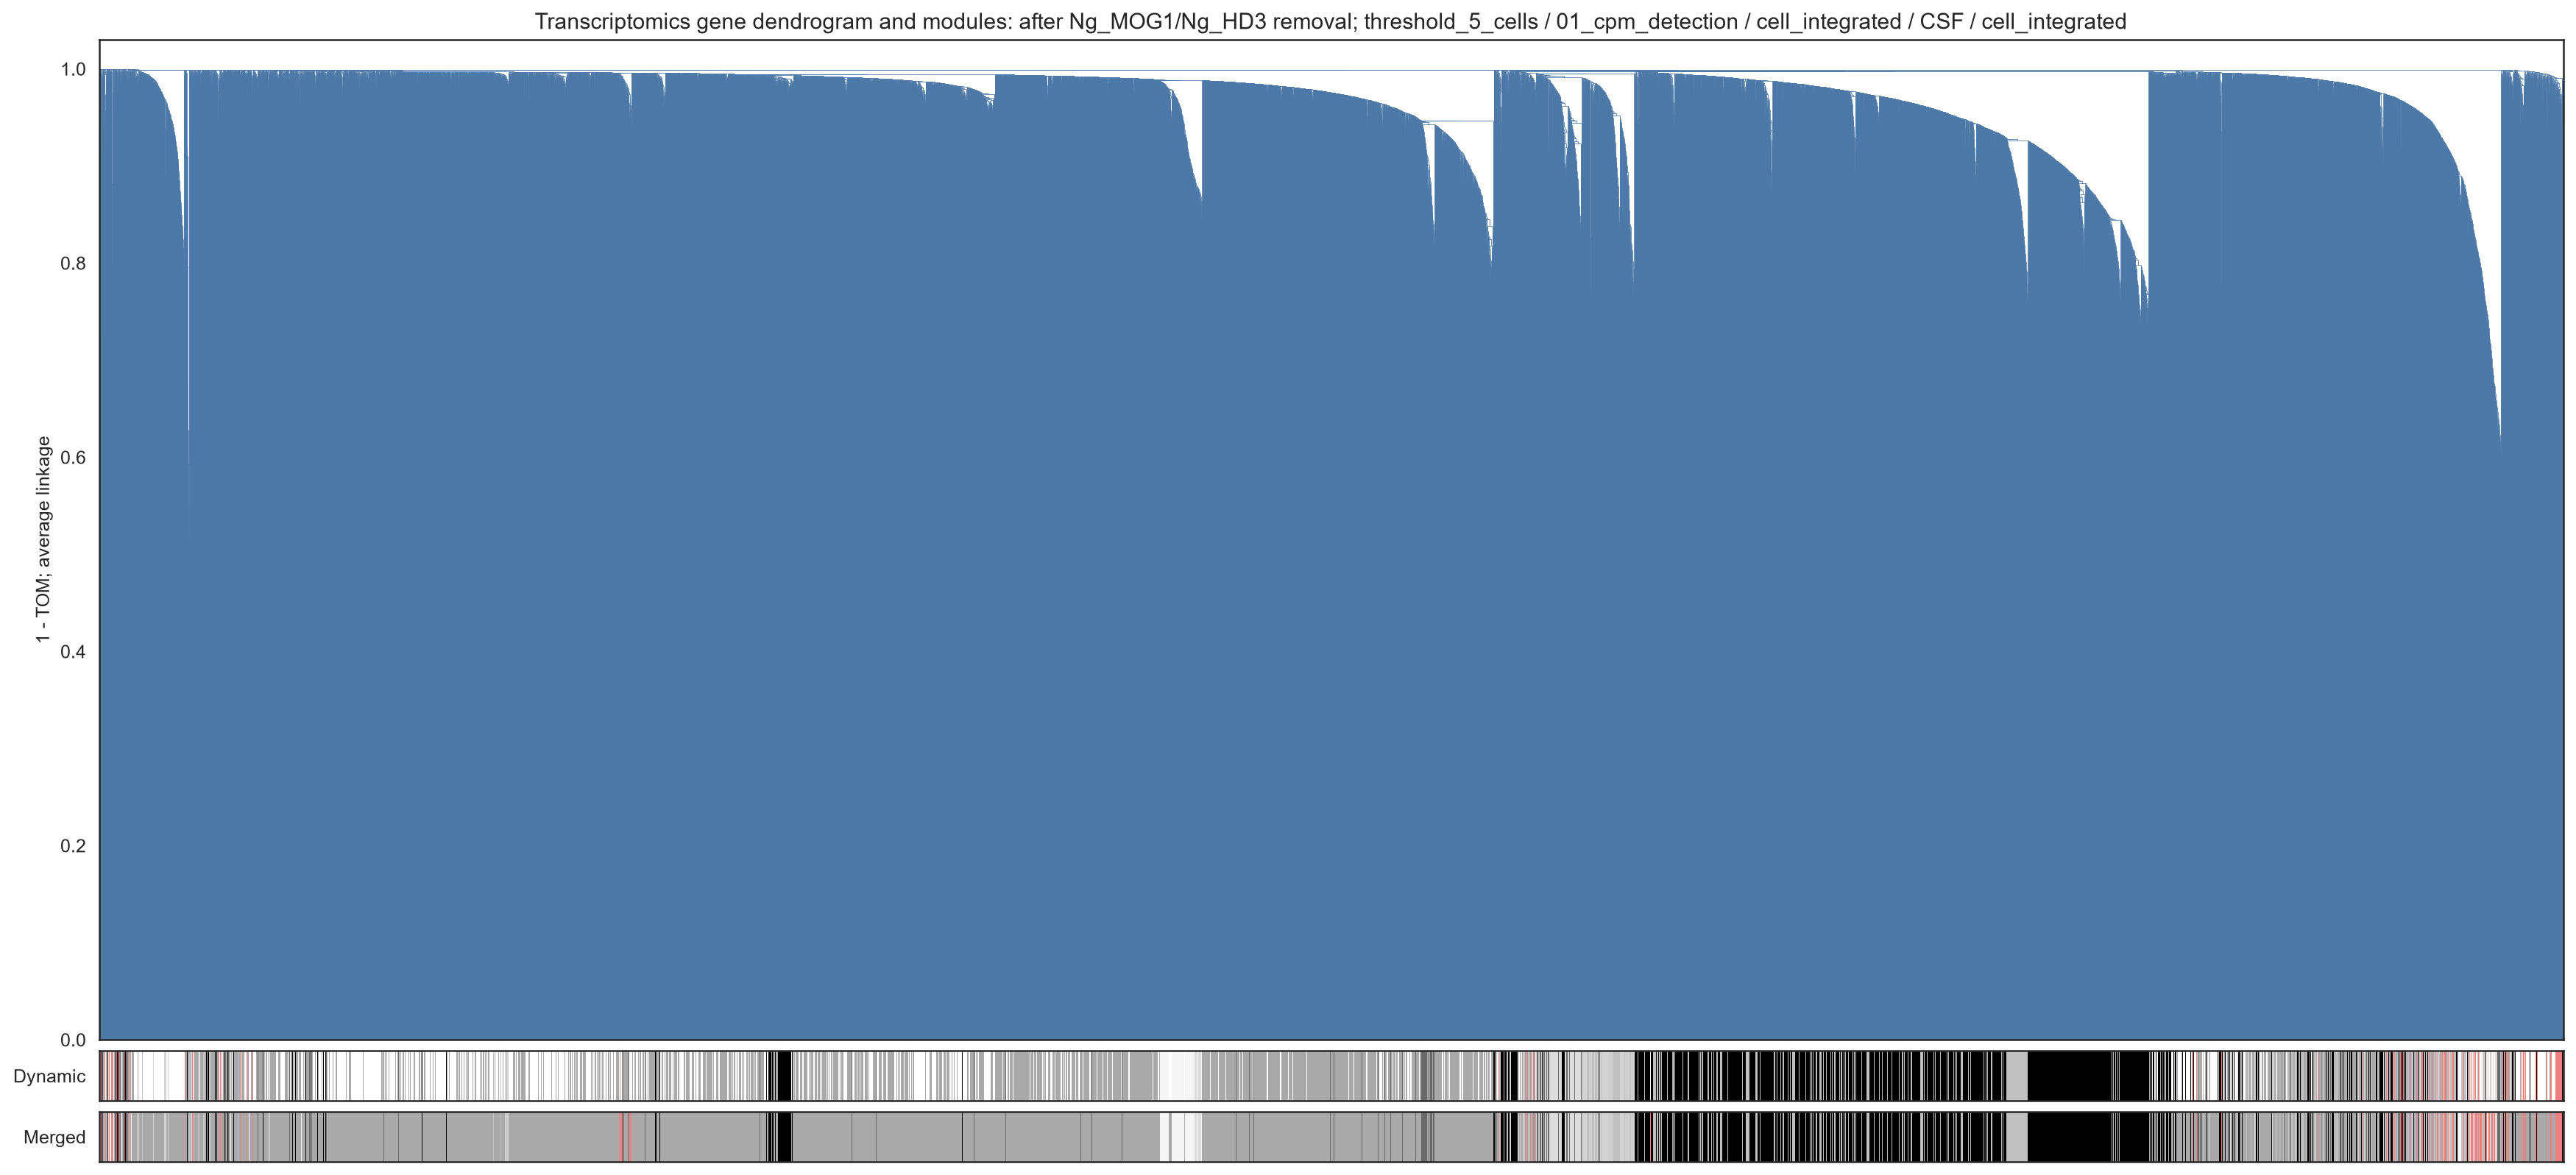 Transcriptomics gene dendrogram and modules: after Ng_MOG1/Ng_HD3 removal; threshold_5_cells / 01_cpm_detection / cell_integrated / CSF / cell_integrated
1.0
0.8
0.6
0.4
0.2
0.0
1 - TOM; average linkage
Dynamic
Merged